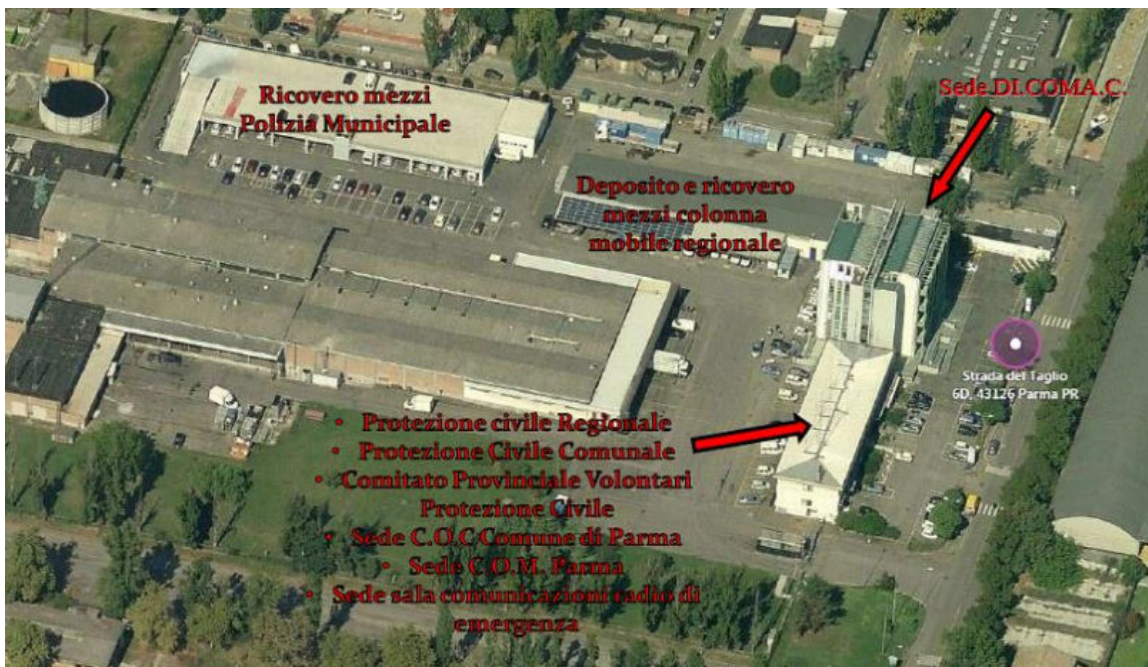 Ricovero mezzi
Polizia Municipale
Sede DI.COMA.C.
Deposito e ricovero
mezzi colonna
mobile regionale
Strada del Taglio
6D, 43126 Parma PR
• Protezione civile Regionale
• Protezione Civile Comunale
• Comitato Provinciale Volontari
Protezione Civile
• Sede C.O.C Comune di Parma
• Sede C.O.M. Parma
• Sede sala comunicazioni radio di
emergenza